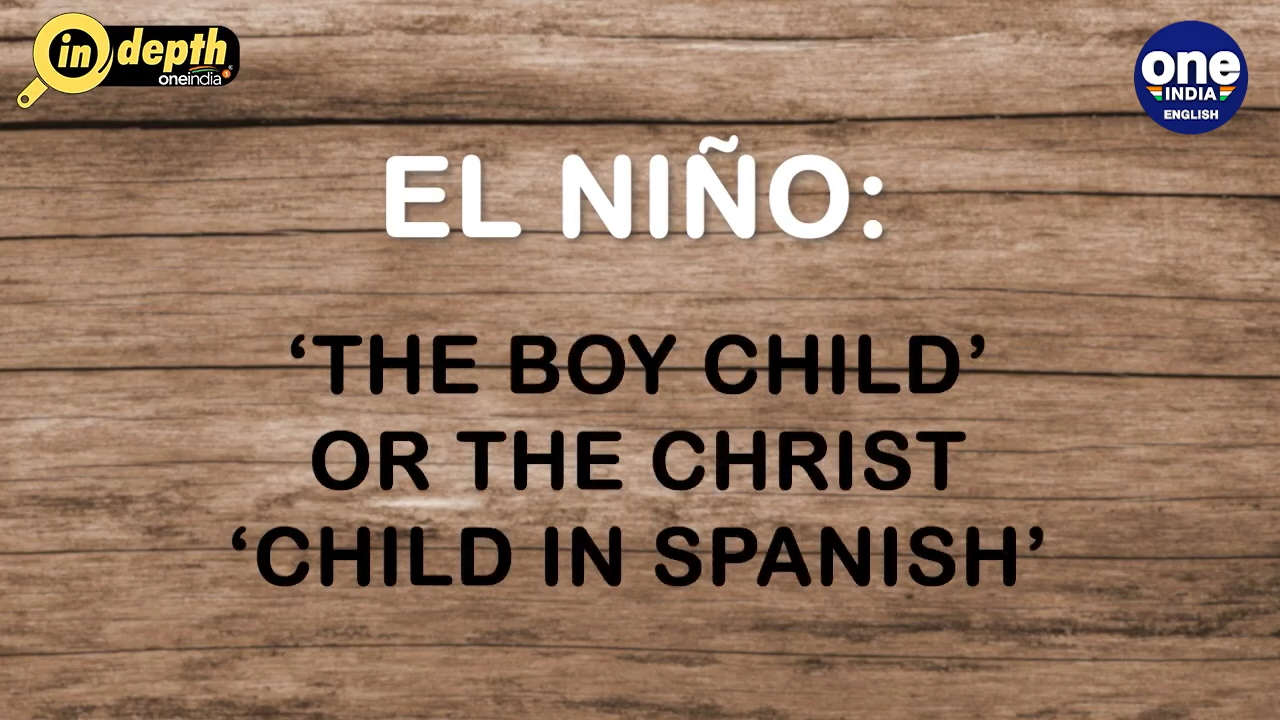 in depth
oneindia
one
INDIA
ENGLISH
EL NIÑO:
‘THE BOY CHILD’
OR THE CHRIST
‘CHILD IN SPANISH’